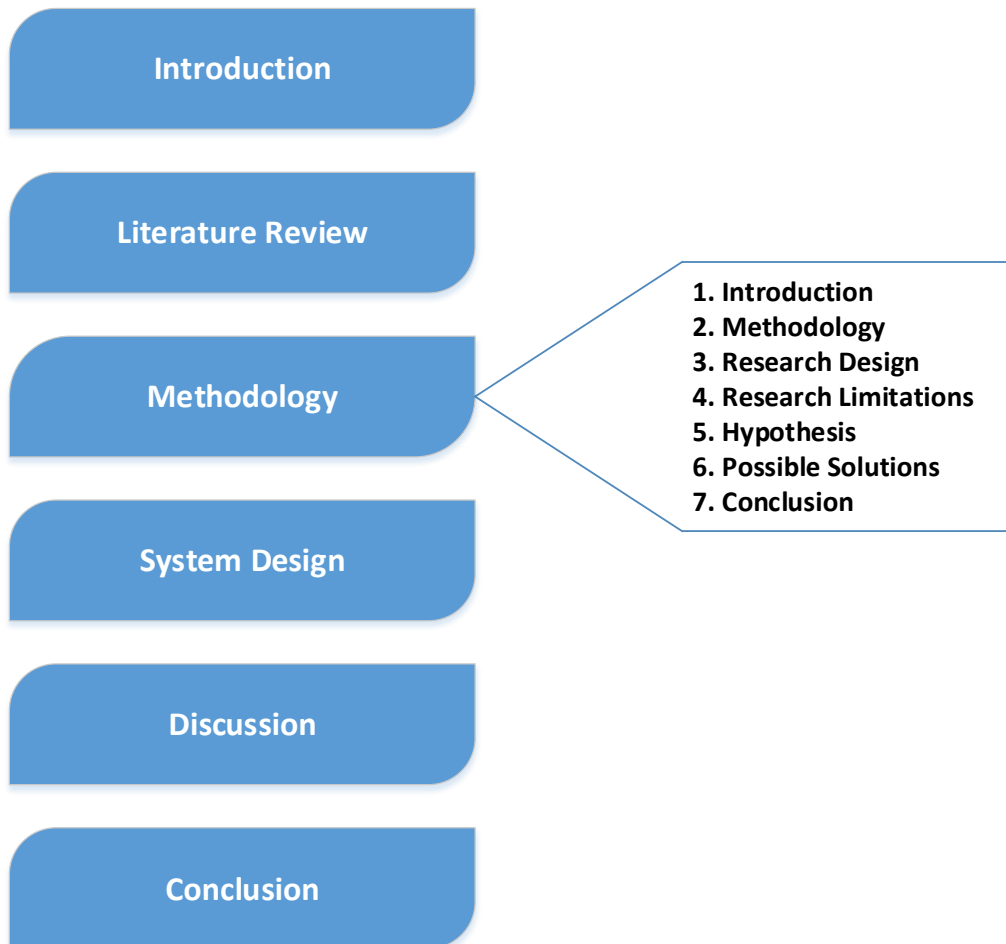 Introduction
Literature Review
Methodology
1. Introduction
2. Methodology
3. Research Design
4. Research Limitations
5. Hypothesis
6. Possible Solutions
7. Conclusion
System Design
Discussion
Conclusion